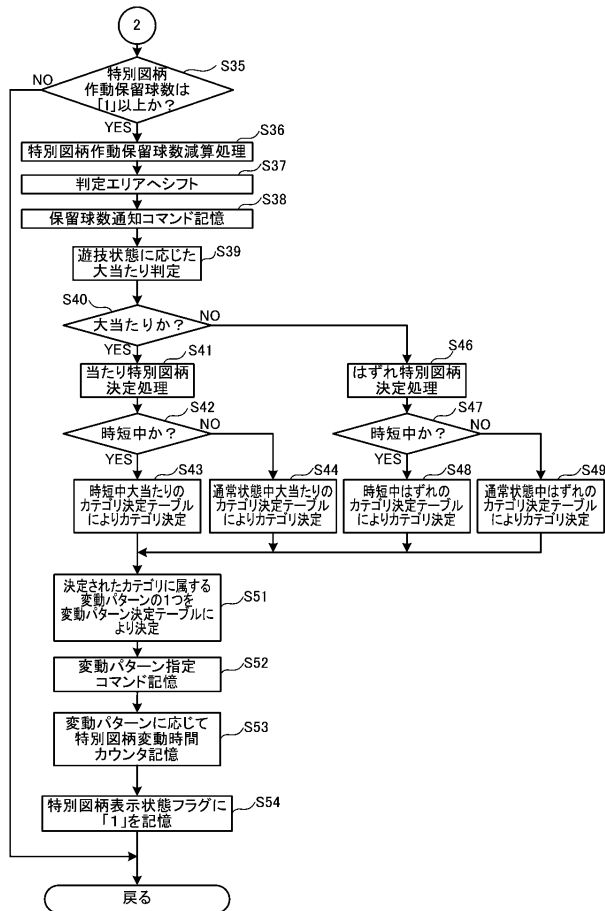 2
S35
特別図柄
作動保留球数は
「1」以上か？
NO
YES
S36
特別図柄作動保留球数減算処理
S37
判定エリアへシフト
S38
保留球数通知コマンド記憶
S39
遊技状態に応じた
大当たり判定
S40
大当たりか？
NO
YES
S41
当たり特別図柄
決定処理
S46
はずれ特別図柄
決定処理
S42
時短中か？
NO
YES
S47
時短中か？
NO
YES
S43
時短中大当たりの
カテゴリ決定テーブル
によりカテゴリ決定
S44
通常状態中大当たりの
カテゴリ決定テーブル
によりカテゴリ決定
S48
時短中はずれの
カテゴリ決定テーブル
によりカテゴリ決定
S49
通常状態中はずれの
カテゴリ決定テーブル
によりカテゴリ決定
S51
決定されたカテゴリに属する
変動パターンの1つを
変動パターン決定テーブルに
より決定
S52
変動パターン指定
コマンド記憶
S53
変動パターンに応じて
特別図柄変動時間
カウンタ記憶
S54
特別図柄表示状態フラグに
「1」を記憶
戻る